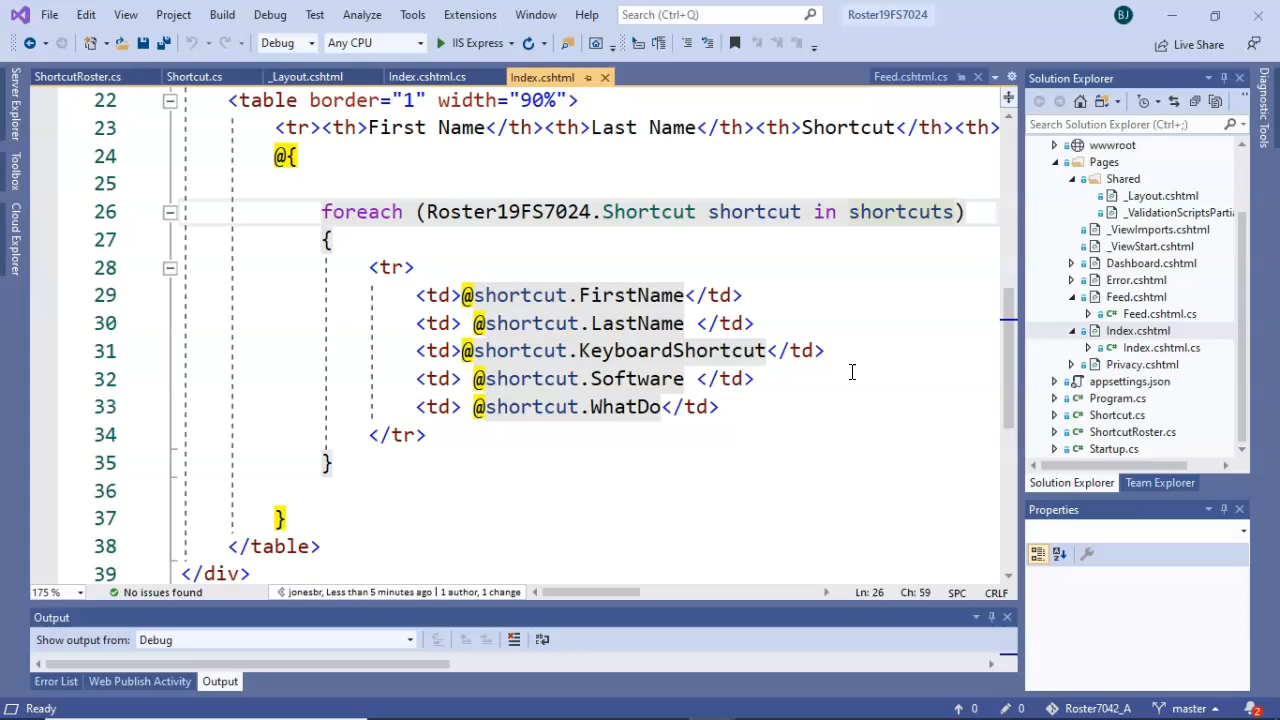 File Edit View Project Build Debug Test Analyze Tools Extensions Window Help Search (Ctrl+Q) Roster19FS7024 BJ
Debug Any CPU IIS Express Live Share
ShortcutRoster.cs Shortcut.cs _Layout.cshtml Index.cshtml.cs Index.cshtml Feed.cshtml.cs
Server Explorer
Toolbox
Cloud Explorer
22 <table border="1" width="90%">
23 <tr><th>First Name</th><th>Last Name</th><th>Shortcut</th><th>
24 @{
25
26 foreach (Roster19FS7024.Shortcut shortcut in shortcuts)
27 {
28 <tr>
29 <td>@shortcut.FirstName</td>
30 <td> @shortcut.LastName </td>
31 <td>@shortcut.KeyboardShortcut</td>
32 <td> @shortcut.Software </td>
33 <td> @shortcut.WhatDo</td>
34 </tr>
35 }
36
37 }
38 </table>
39 </div>
175 % No issues found jonesbr, Less than 5 minutes ago | 1 author, 1 change Ln: 26 Ch: 59 SPC CRLF
Output
Show output from: Debug
Error List Web Publish Activity Output
Solution Explorer
Search Solution Explorer (Ctrl+;)
wwwroot
Pages
Shared
_Layout.cshtml
_ValidationScriptsParti
_ViewImports.cshtml
_ViewStart.cshtml
Dashboard.cshtml
Error.cshtml
Feed.cshtml
Feed.cshtml.cs
Index.cshtml
Index.cshtml.cs
Privacy.cshtml
appsettings.json
Program.cs
Shortcut.cs
ShortcutRoster.cs
Startup.cs
Solution Explorer Team Explorer
Properties
Diagnostic Tools
Ready 0 0 Roster7042_A master 2